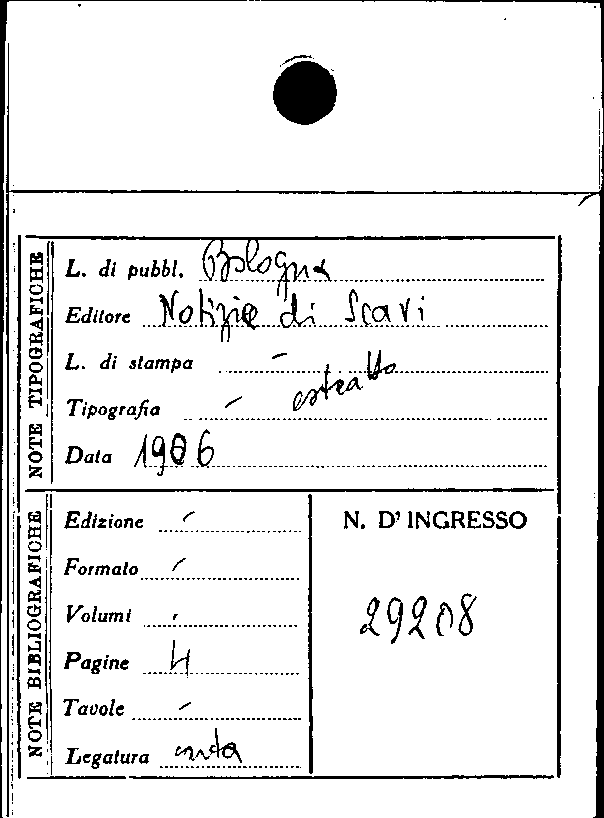 NOTE TIPOGRAFICHE
L. di pubbl. Bologna
Editore Notizie di Scavi
L. di stampa -
estratto
Tipografia -
Data 1906
NOTE BIBLIOGRAFICHE
Edizione -
Formato -
Volumi -
Pagine 4
Tavole -
Legatura
N. D' INGRESSO
29208